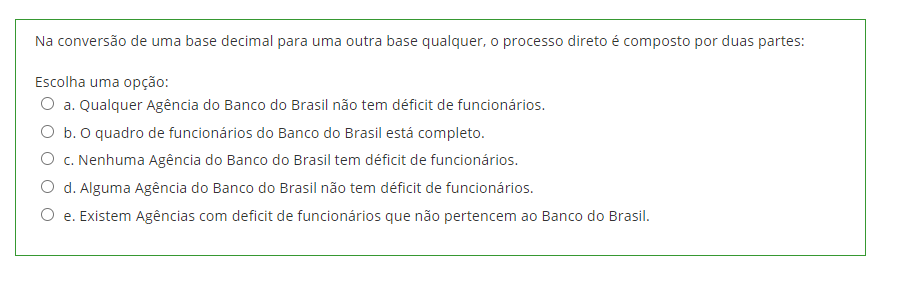 Na conversão de uma base decimal para uma outra base qualquer, o processo direto é composto por duas partes:
Escolha uma opção:
a. Qualquer Agência do Banco do Brasil não tem déficit de funcionários.
b. O quadro de funcionários do Banco do Brasil está completo.
c. Nenhuma Agência do Banco do Brasil tem déficit de funcionários.
d. Alguma Agência do Banco do Brasil não tem déficit de funcionários.
e. Existem Agências com deficit de funcionários que não pertencem ao Banco do Brasil.